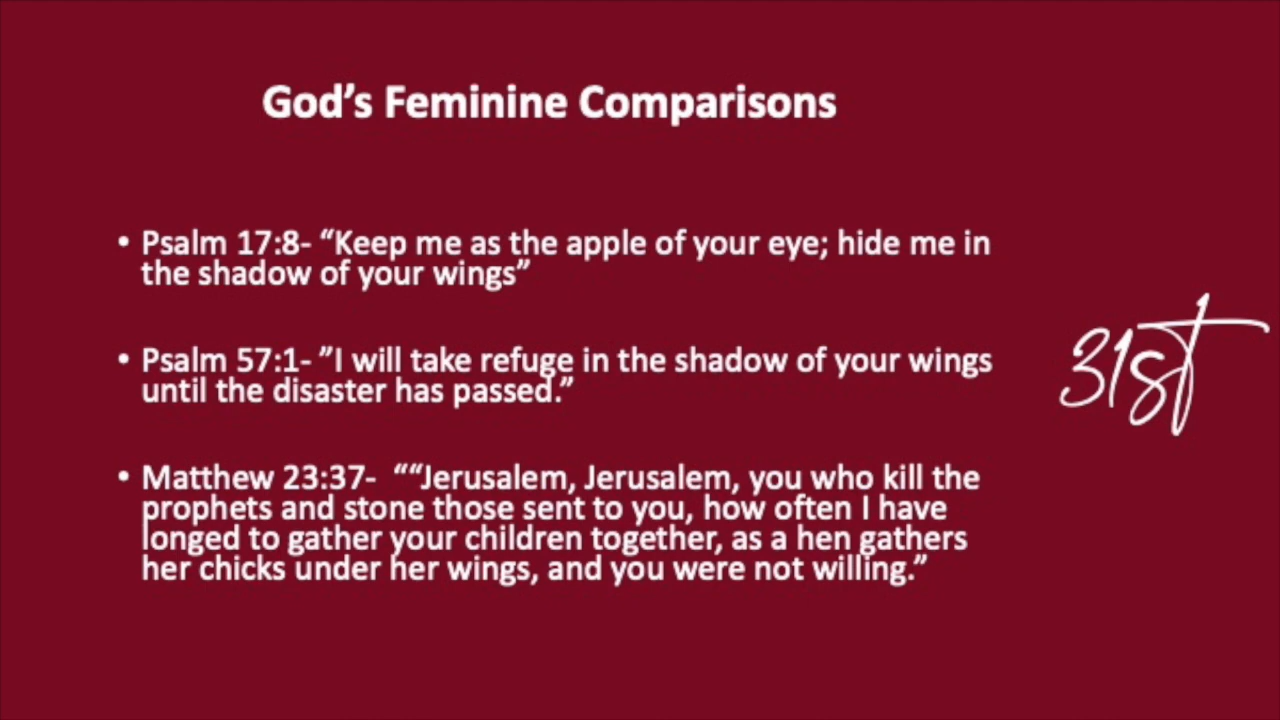 God’s Feminine Comparisons
• Psalm 17:8- “Keep me as the apple of your eye; hide me in
the shadow of your wings”
• Psalm 57:1- ”I will take refuge in the shadow of your wings
until the disaster has passed.”
31st
• Matthew 23:37-  ““Jerusalem, Jerusalem, you who kill the
prophets and stone those sent to you, how often I have
longed to gather your children together, as a hen gathers
her chicks under her wings, and you were not willing.”